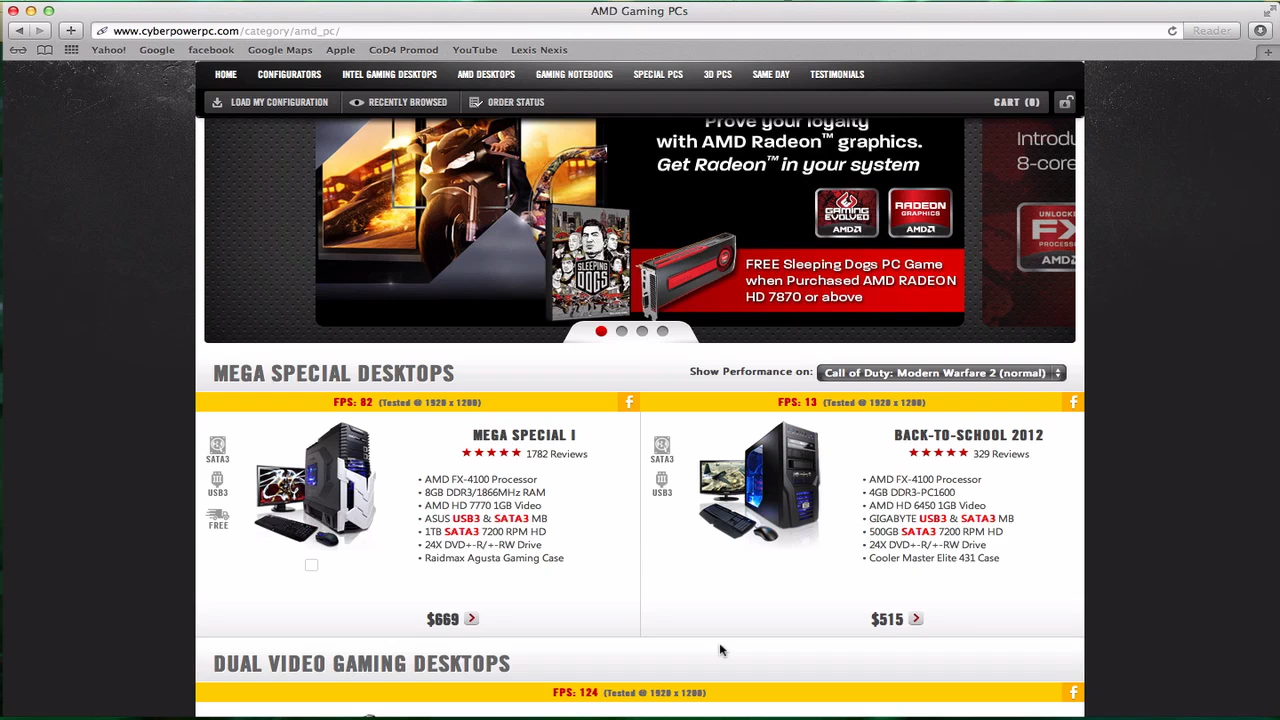 AMD Gaming PCs
www.cyberpowerpc.com/category/amd_pc/
Reader
Yahoo! Google facebook Google Maps Apple CoD4 Promod YouTube Lexis Nexis
HOME CONFIGURATORS INTEL GAMING DESKTOPS AMD DESKTOPS GAMING NOTEBOOKS SPECIAL PCS 3D PCS SAME DAY TESTIMONIALS
LOAD MY CONFIGURATION RECENTLY BROWSED ORDER STATUS CART (0)
Prove your loyalty
with AMD Radeon™ graphics.
Get Radeon™ in your system
GAMING EVOLVED AMD
RADEON GRAPHICS AMD
SLEEPING DOGS
FREE Sleeping Dogs PC Game
when Purchased AMD RADEON
HD 7870 or above
Introdu
8-core
UNLOCKE
FX
PROCESSO
AMD
MEGA SPECIAL DESKTOPS
Show Performance on: Call of Duty: Modern Warfare 2 (normal)
FPS: 82 (Tested @ 1920 x 1200)
MEGA SPECIAL I
1782 Reviews
SATA3
USB3
FREE
• AMD FX-4100 Processor
• 8GB DDR3/1866MHz RAM
• AMD HD 7770 1GB Video
• ASUS USB3 & SATA3 MB
• 1TB SATA3 7200 RPM HD
• 24X DVD+-R/+-RW Drive
• Raidmax Agusta Gaming Case
$669
FPS: 13 (Tested @ 1920 x 1200)
BACK-TO-SCHOOL 2012
329 Reviews
SATA3
USB3
• AMD FX-4100 Processor
• 4GB DDR3-PC1600
• AMD HD 6450 1GB Video
• GIGABYTE USB3 & SATA3 MB
• 500GB SATA3 7200 RPM HD
• 24X DVD+-R/+-RW Drive
• Cooler Master Elite 431 Case
$515
DUAL VIDEO GAMING DESKTOPS
FPS: 124 (Tested @ 1920 x 1200)